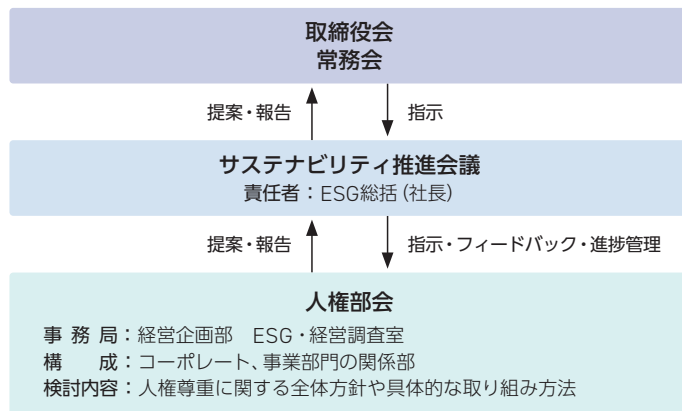 取締役会
常務会
提案・報告
指示
サステナビリティ推進会議
責任者：ESG総括（社長）
提案・報告
指示・フィードバック・進捗管理
人権部会
事務局：経営企画部　ESG・経営調査室
構　　成：コーポレート、事業部門の関係部
検討内容：人権尊重に関する全体方針や具体的な取り組み方法